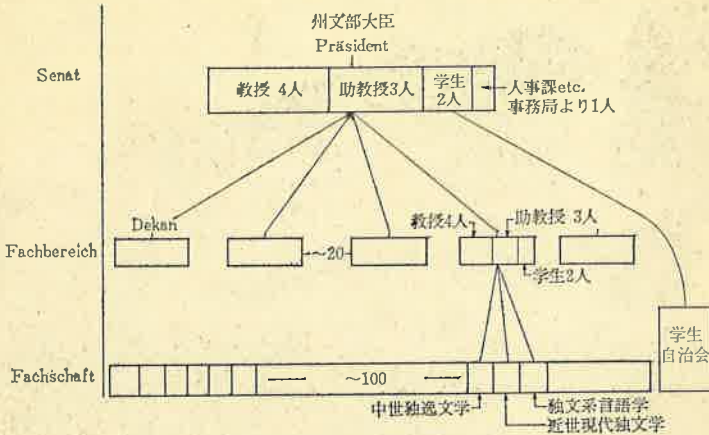 州文部大臣
Präsident
Senat
教授 4人
助教授3人
学生
2人
人事課etc.
事務局より1人
Dekan
教授4人
助教授 3人
Fachbereich
〜20
学生2人
学生
自治会
Fachschaft
〜100
中世独逸文学
独文系言語学
近世現代独文学